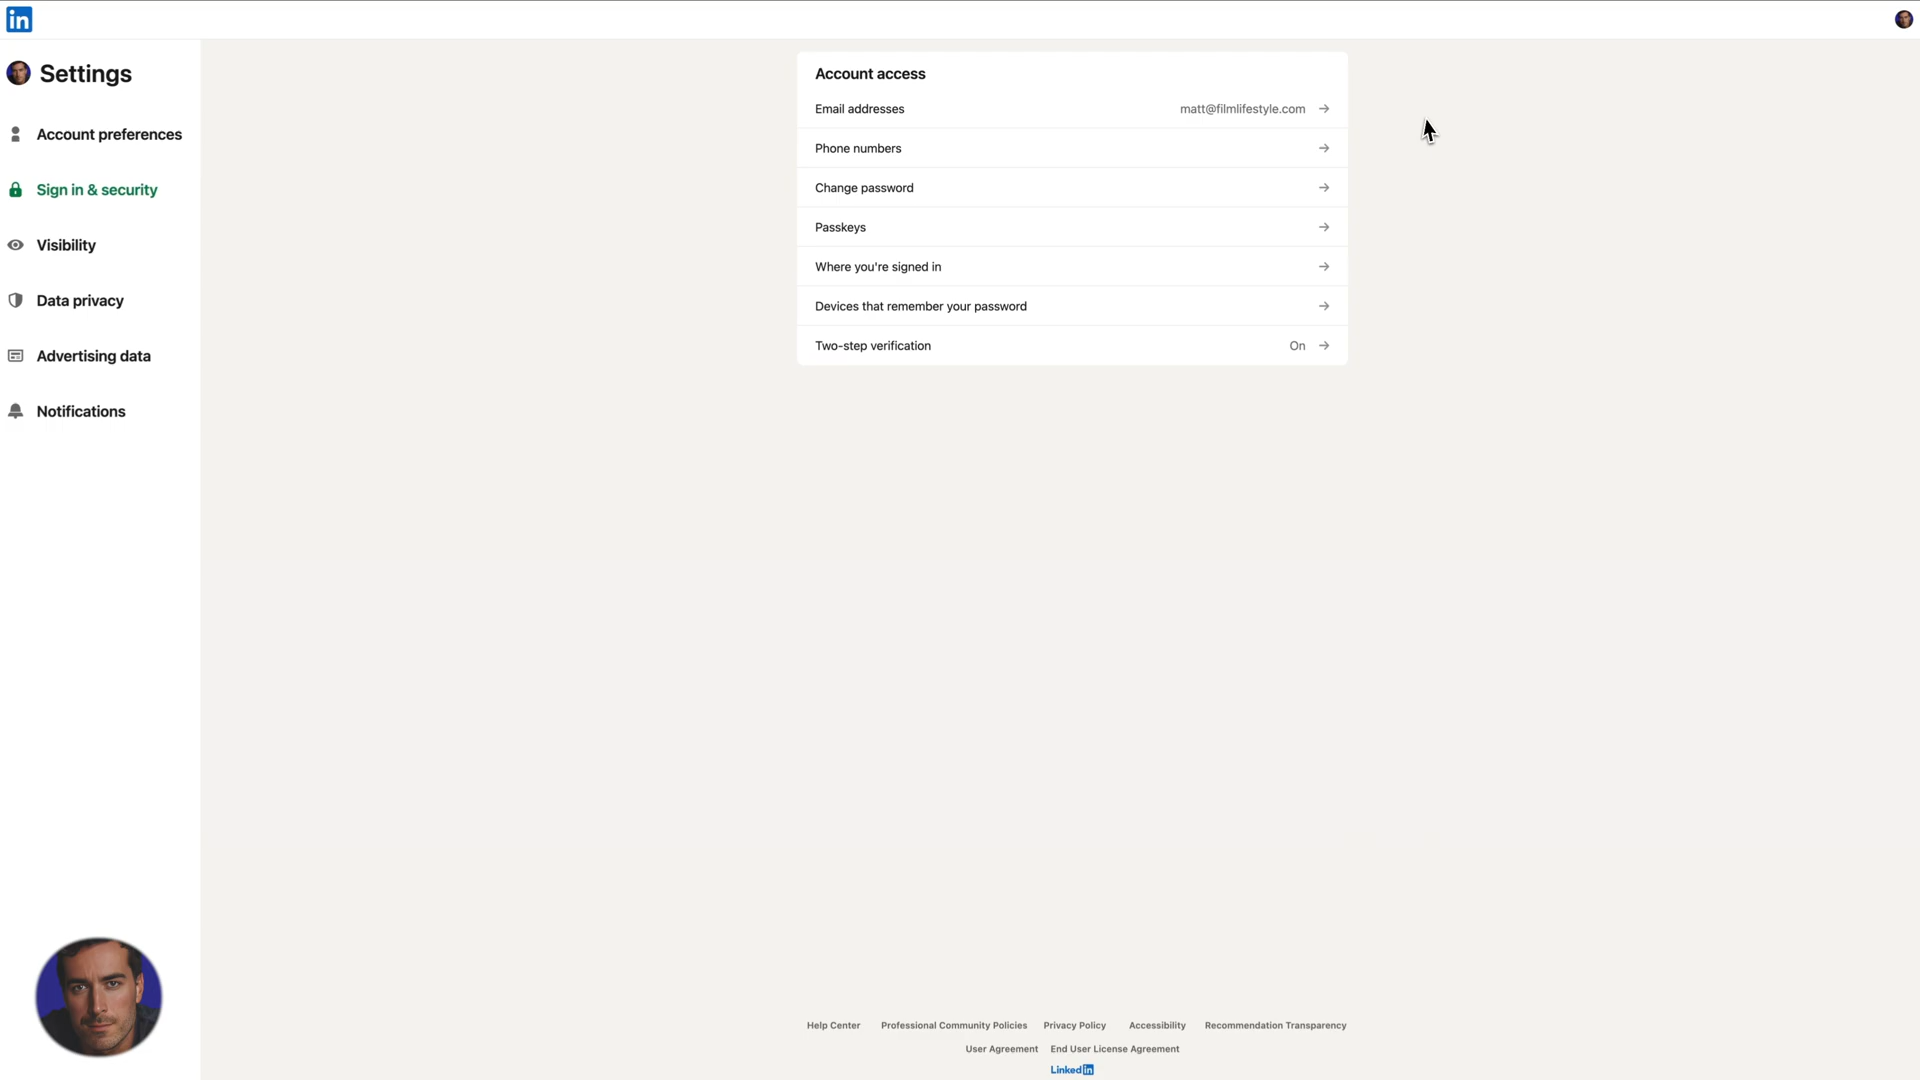 in
Settings
Account preferences
Sign in & security
Visibility
Data privacy
Advertising data
Notifications
Account access
Email addresses matt@filmlifestyle.com
Phone numbers
Change password
Passkeys
Where you're signed in
Devices that remember your password
Two-step verification On
Help Center Professional Community Policies Privacy Policy Accessibility Recommendation Transparency
User Agreement End User License Agreement
LinkedIn